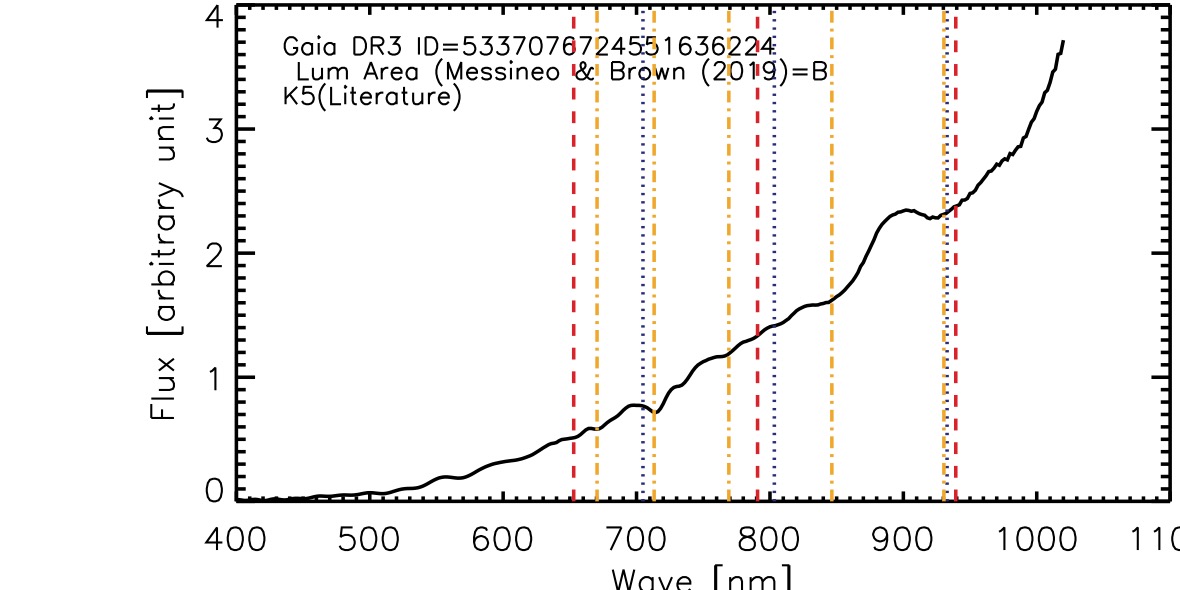 4
Gaia DR3 ID=5337076724551636224
Lum Area (Messineo & Brown (2019)=B
K5(Literature)
3
2
1
0
Flux [arbitrary unit]
400 500 600 700 800 900 1000 110
Wave [nm]